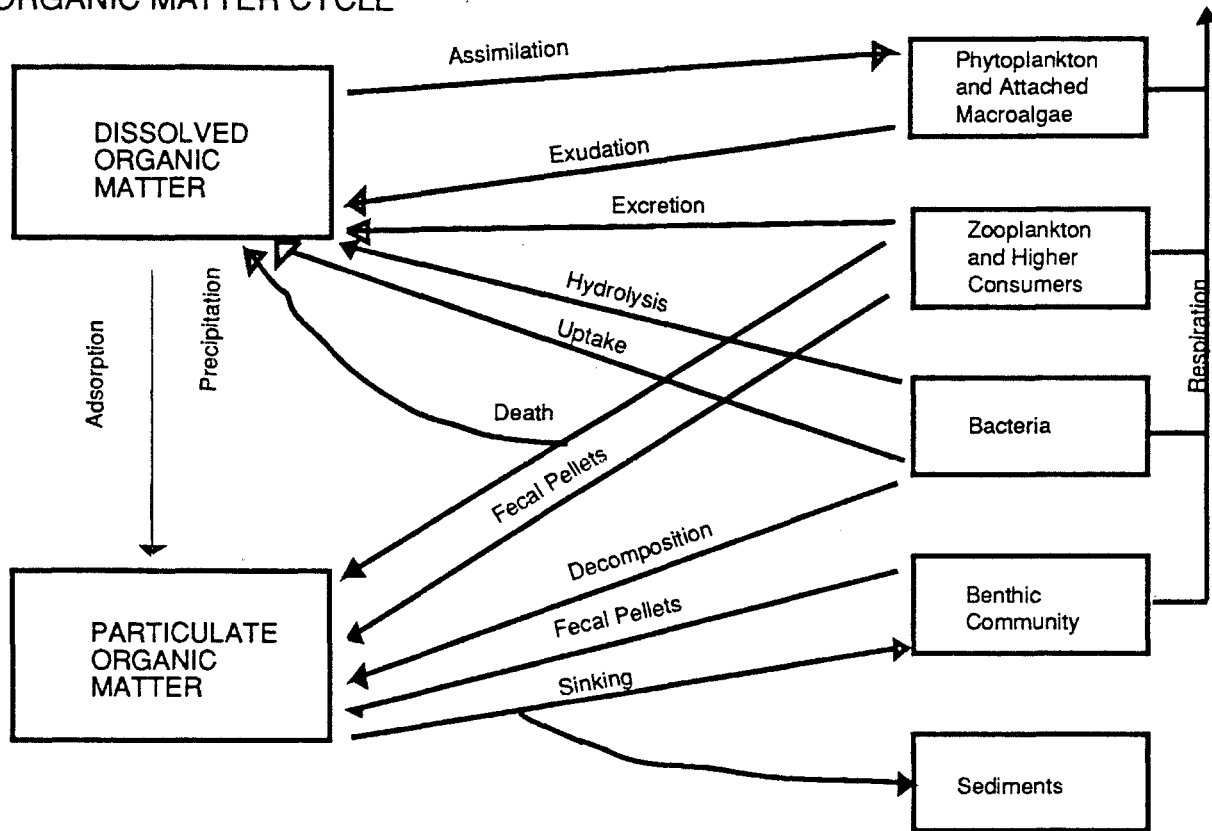 ORGANIC MATTER CYCLE
Assimilation
Phytoplankton
and Attached
Macroalgae
DISSOLVED
ORGANIC
MATTER
Exudation
Excretion
Zooplankton
and Higher
Consumers
Hydrolysis
Uptake
Adsorption
Precipitation
Respiration
Death
Bacteria
Fecal Pellets
Decomposition
Fecal Pellets
Benthic
Community
PARTICULATE
ORGANIC
MATTER
Sinking
Sediments